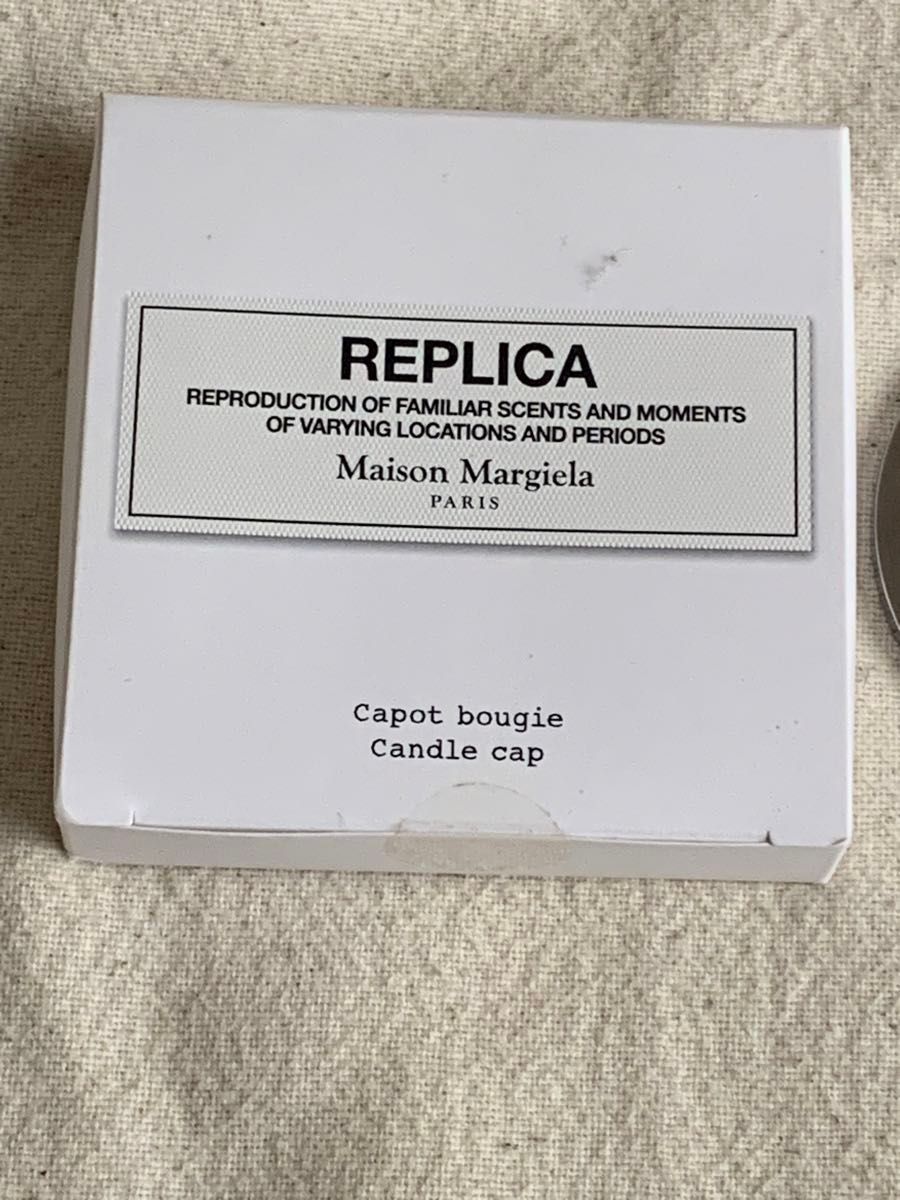 REPLICA
REPRODUCTION OF FAMILIAR SCENTS AND MOMENTS
OF VARYING LOCATIONS AND PERIODS
Maison Margiela
PARIS
Capot bougie
Candle cap